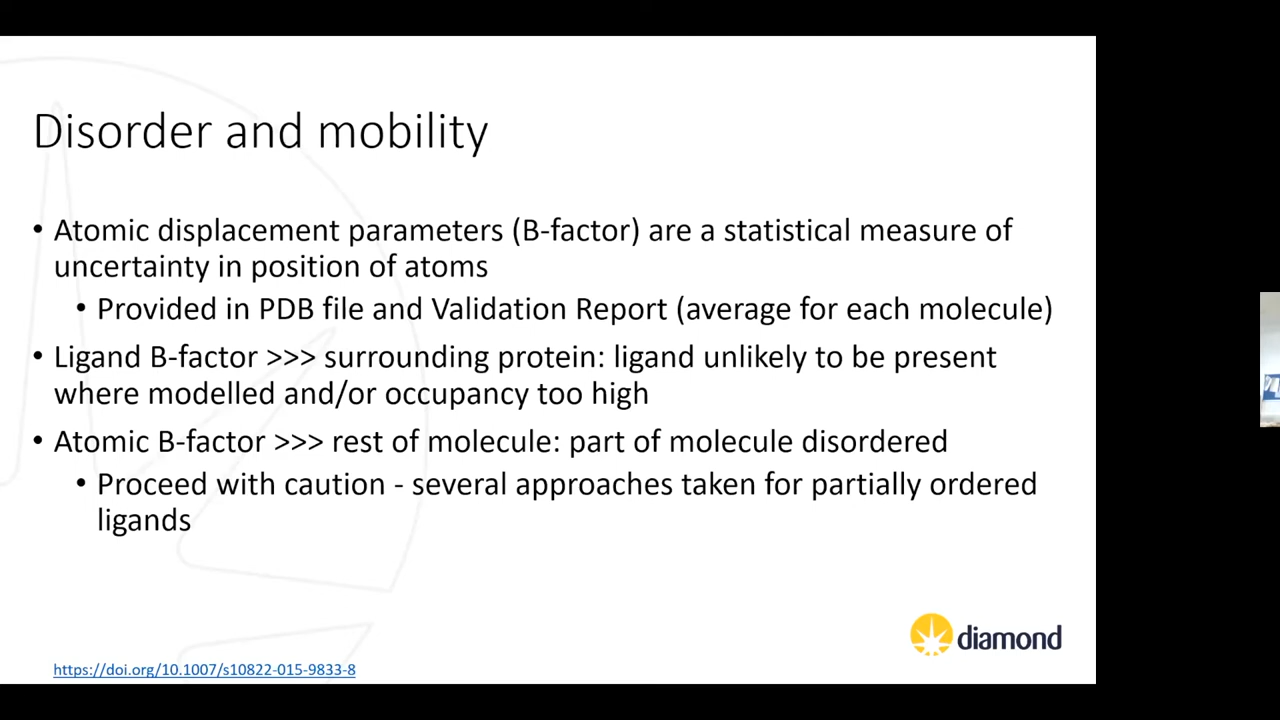 Disorder and mobility
• Atomic displacement parameters (B-factor) are a statistical measure of
uncertainty in position of atoms
• Provided in PDB file and Validation Report (average for each molecule)
• Ligand B-factor >>> surrounding protein: ligand unlikely to be present
where modelled and/or occupancy too high
• Atomic B-factor >>> rest of molecule: part of molecule disordered
• Proceed with caution - several approaches taken for partially ordered
ligands
diamond
https://doi.org/10.1007/s10822-015-9833-8